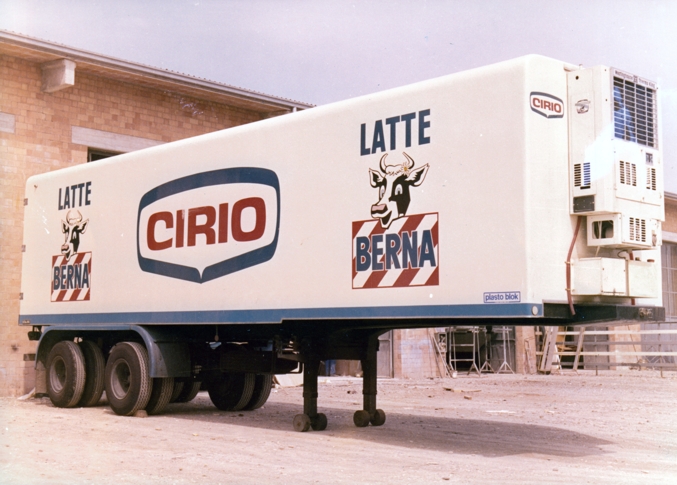 LATTE
BERNA
CIRIO
LATTE
BERNA
CIRIO
plasto blok